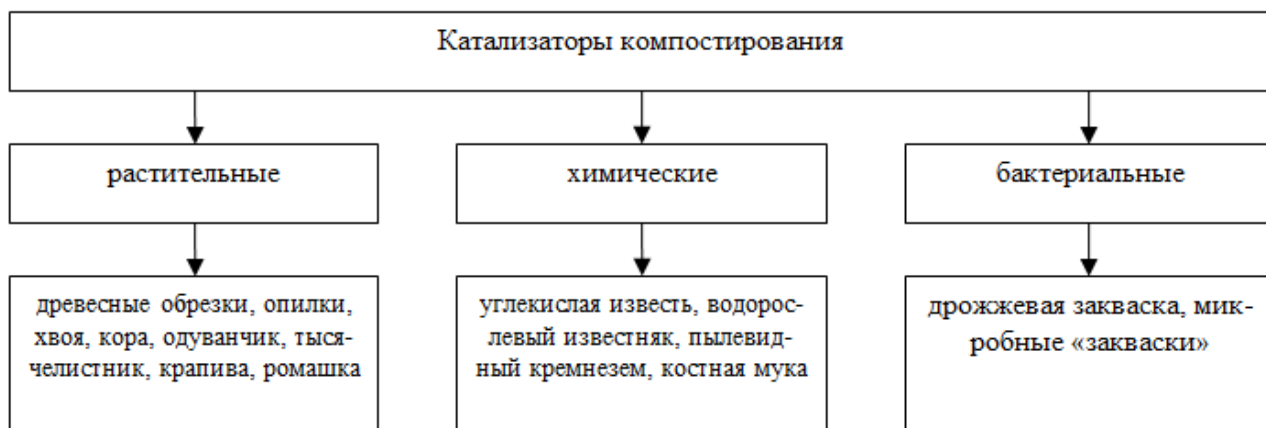 Катализаторы компостирования
растительные
химические
бактериальные
древесные обрезки, опилки,
хвоя, кора, одуванчик, тыся-
челистник, крапива, ромашка
углекислая известь, водорос-
левый известняк, пылевид-
ный кремнезем, костная мука
дрожжевая закваска, мик-
робные «закваски»